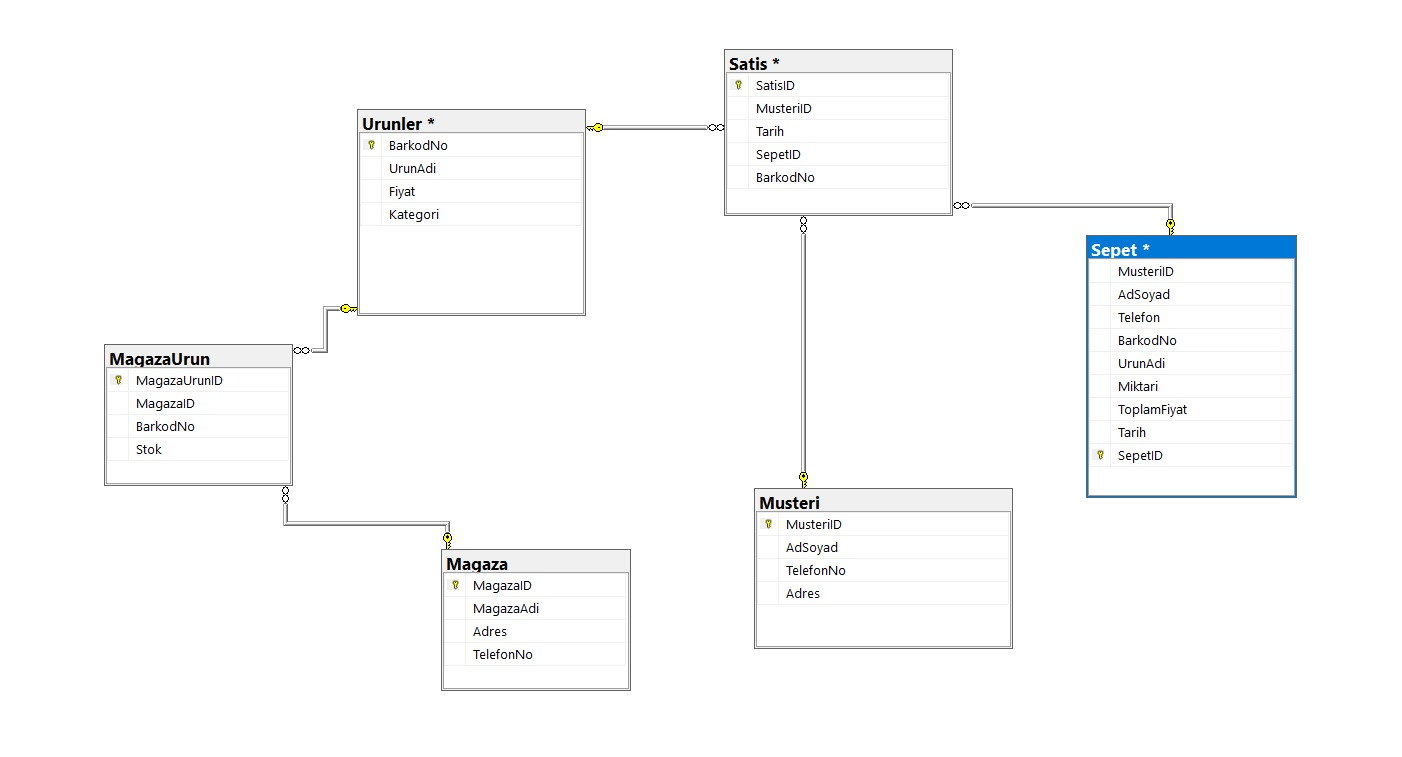 Satis *
SatisID
MusteriID
Tarih
SepetID
BarkodNo
Urunler *
BarkodNo
UrunAdi
Fiyat
Kategori
Sepet *
MusteriID
AdSoyad
Telefon
BarkodNo
UrunAdi
Miktari
ToplamFiyat
Tarih
SepetID
MagazaUrun
MagazaUrunID
MagazaID
BarkodNo
Stok
Musteri
MusteriID
AdSoyad
TelefonNo
Adres
Magaza
MagazaID
MagazaAdi
Adres
TelefonNo